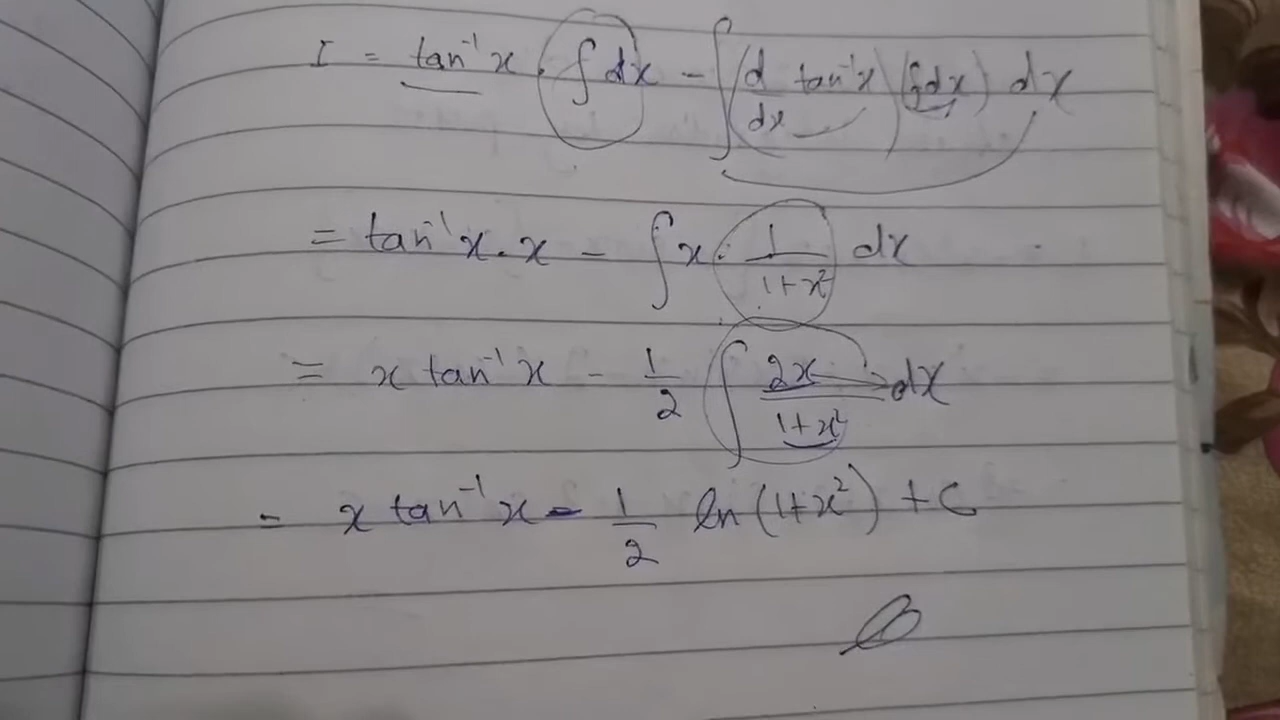 I = tan⁻¹x · ∫dx - ∫(d/dx tan⁻¹x)(∫dx) dx
= tan⁻¹x · x - ∫x · 1/(1+x²) dx
= x tan⁻¹x - 1/2 ∫ 2x/(1+x²) dx
= x tan⁻¹x - 1/2 ln(1+x²) + C